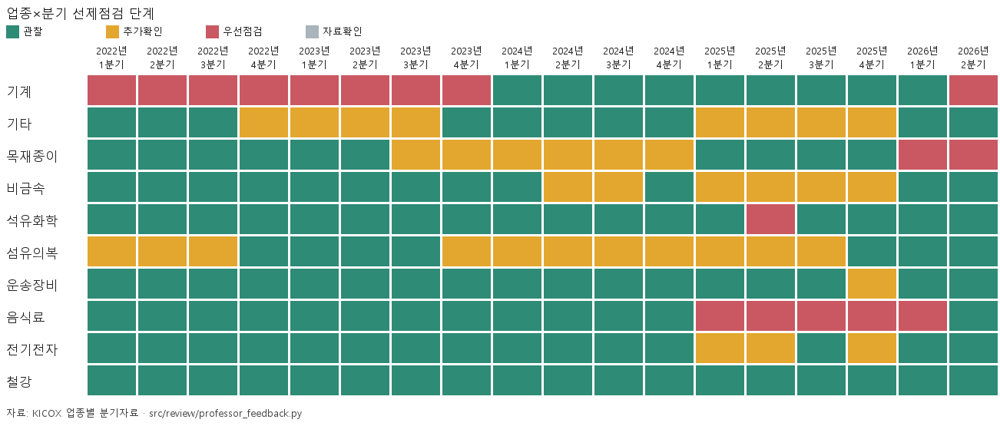 업종×분기 선제점검 단계
관찰 추가확인 우선점검 자료확인
2022년 2022년 2022년 2022년 2023년 2023년 2023년 2023년 2024년 2024년 2024년 2024년 2025년 2025년 2025년 2025년 2026년 2026년
1분기 2분기 3분기 4분기 1분기 2분기 3분기 4분기 1분기 2분기 3분기 4분기 1분기 2분기 3분기 4분기 1분기 2분기
기계
기타
목재종이
비금속
석유화학
섬유의복
운송장비
음식료
전기전자
철강
자료: KICOX 업종별 분기자료 · src/review/professor_feedback.py